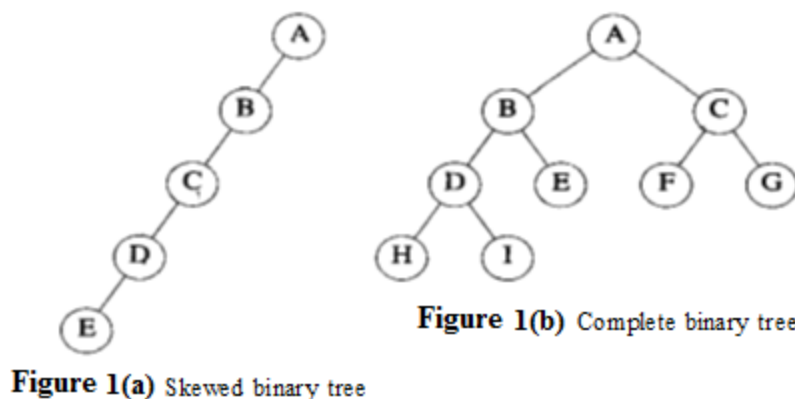 A
B
C
D
E
Figure 1(a) Skewed binary tree
A
B
C
D
E
F
G
H
I
Figure 1(b) Complete binary tree